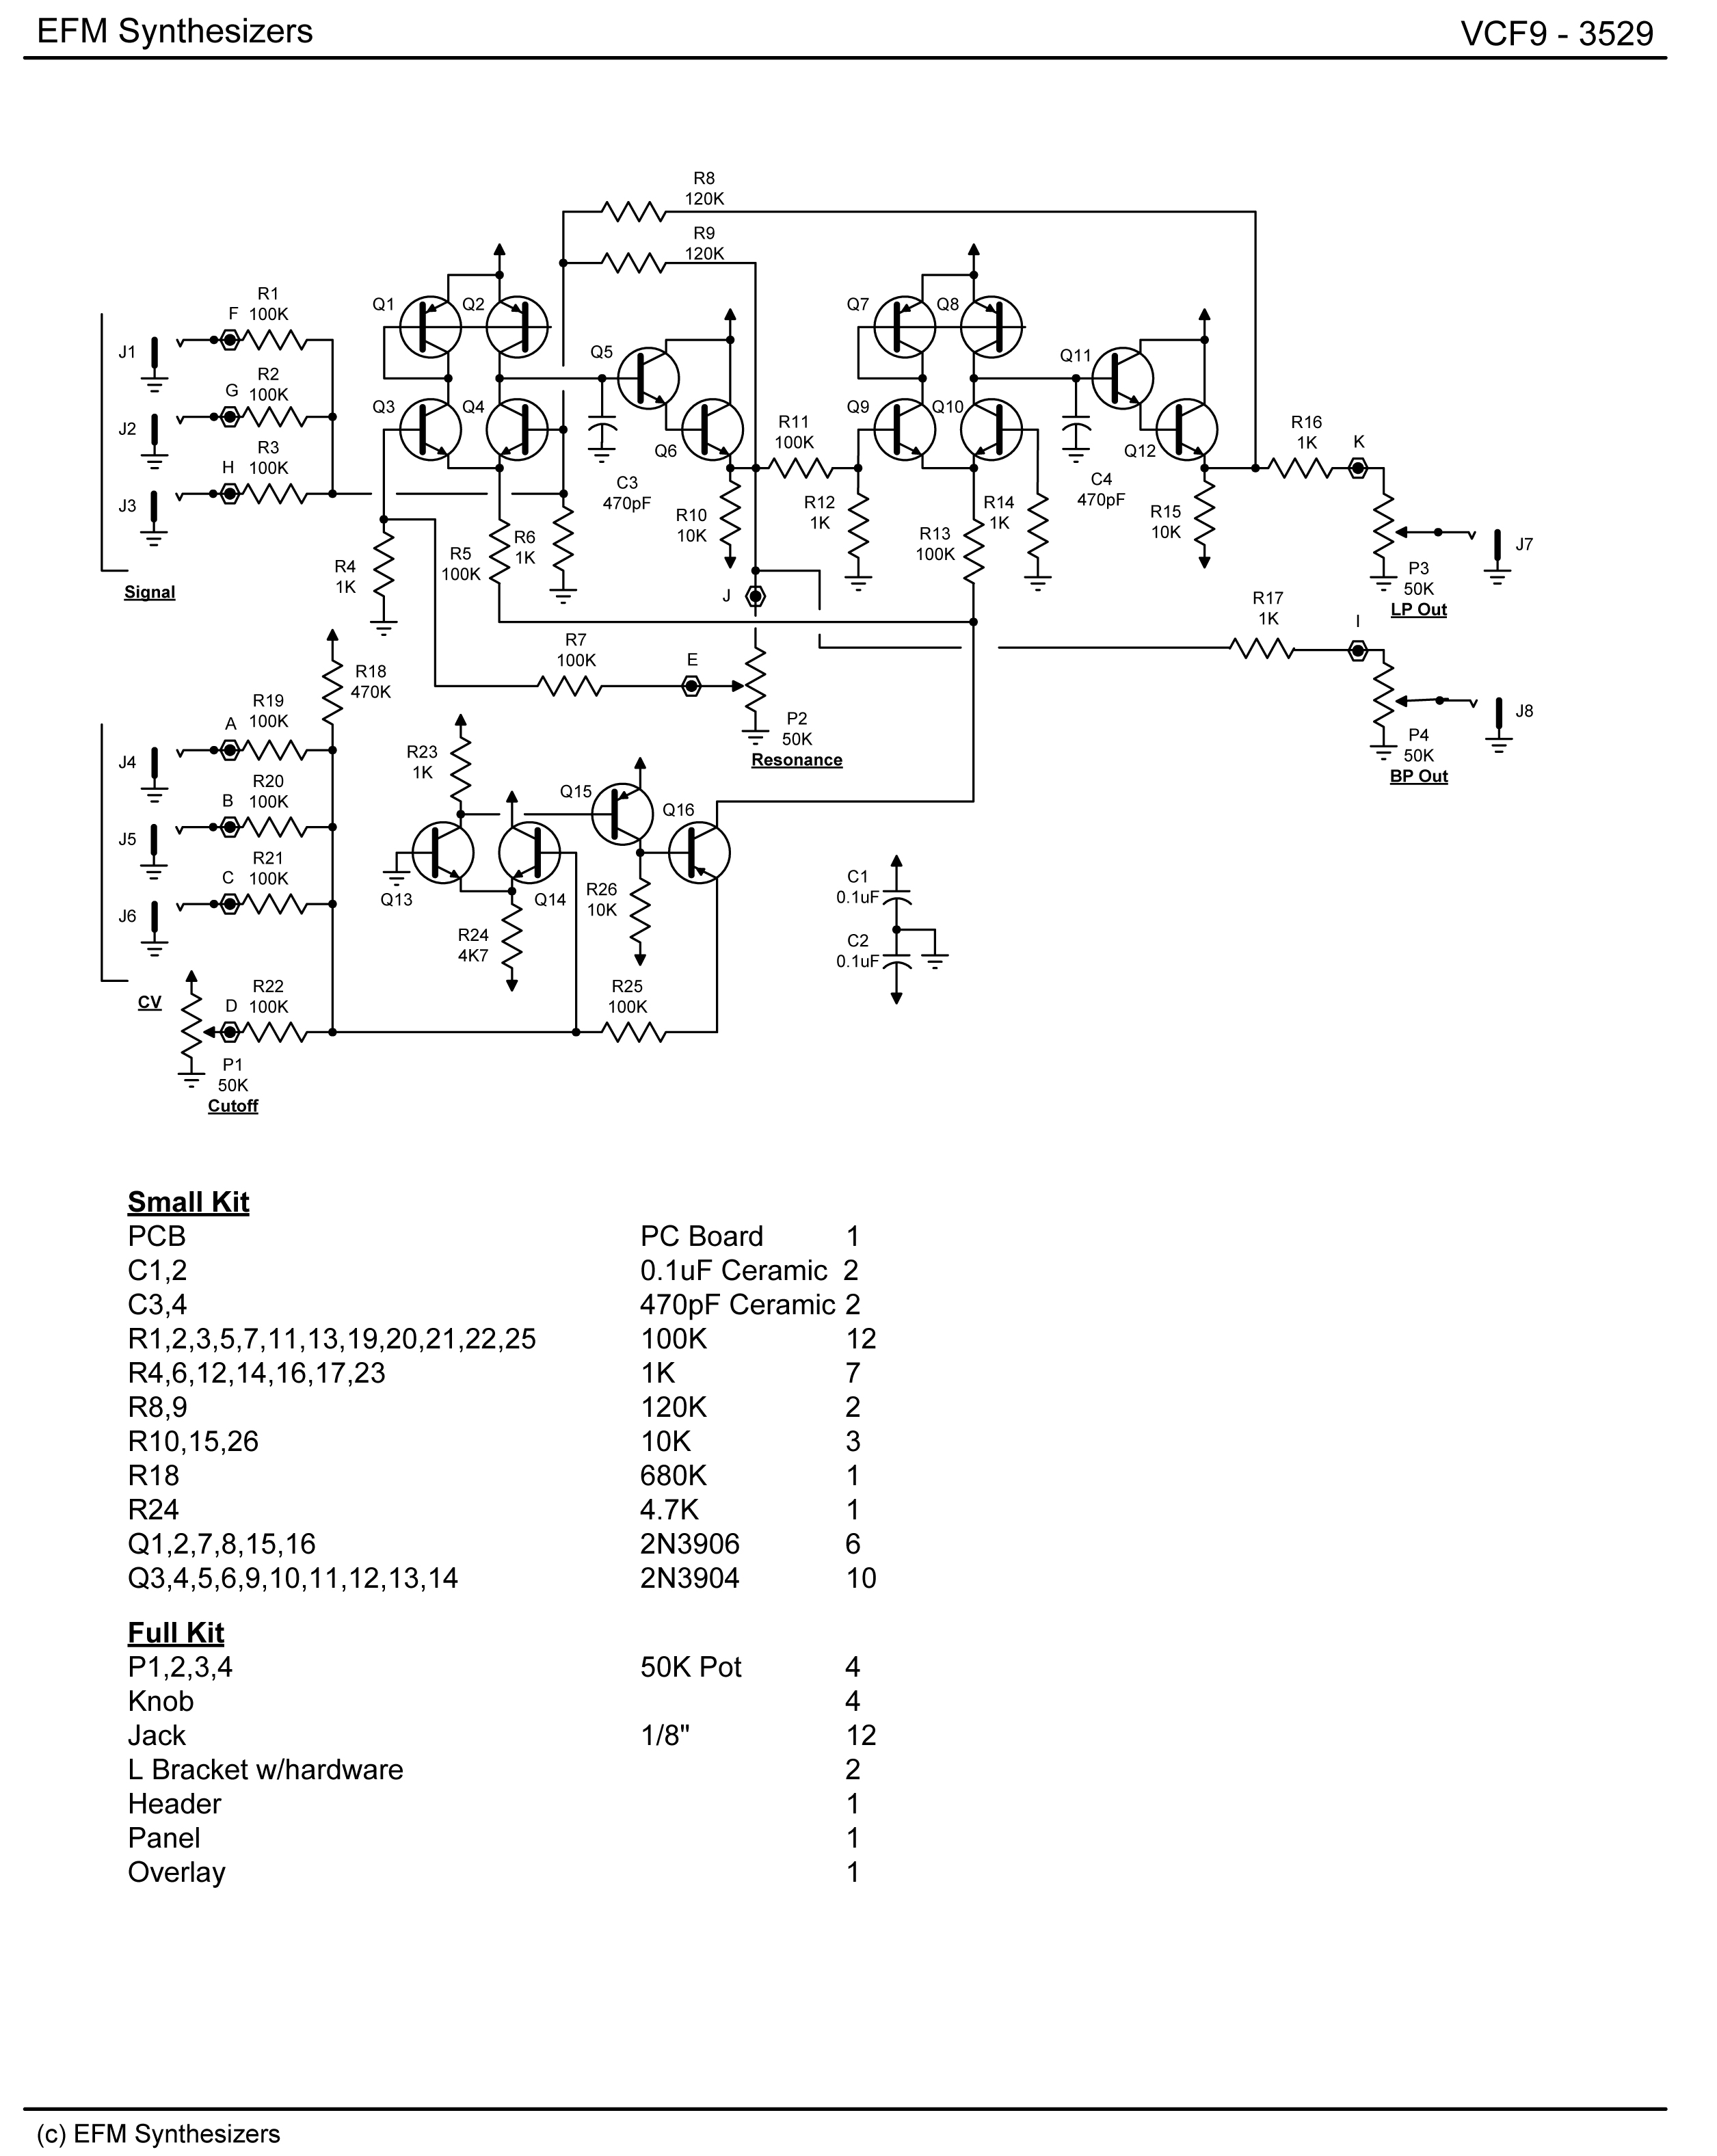 EFM Synthesizers
VCF9 - 3529
R8
120K
R9
120K
R1
100K
F
J1
R2
100K
G
J2
R3
100K
H
J3
Signal
Q1
Q2
Q3
Q4
Q5
Q6
C3
470pF
R4
1K
R5
100K
R6
1K
R10
10K
R11
100K
R12
1K
Q7
Q8
Q9
Q10
Q11
Q12
R13
100K
R14
1K
C4
470pF
R15
10K
R16
1K
K
P3
50K
LP Out
J7
J
R7
100K
E
P2
50K
Resonance
R17
1K
I
P4
50K
BP Out
J8
R18
470K
R19
100K
A
J4
R20
100K
B
J5
R21
100K
C
J6
CV
R22
100K
D
P1
50K
Cutoff
R23
1K
Q13
Q14
R24
4K7
Q15
Q16
R26
10K
R25
100K
C1
0.1uF
C2
0.1uF
Small Kit
PCB PC Board 1
C1,2 0.1uF Ceramic 2
C3,4 470pF Ceramic 2
R1,2,3,5,7,11,13,19,20,21,22,25 100K 12
R4,6,12,14,16,17,23 1K 7
R8,9 120K 2
R10,15,26 10K 3
R18 680K 1
R24 4.7K 1
Q1,2,7,8,15,16 2N3906 6
Q3,4,5,6,9,10,11,12,13,14 2N3904 10
Full Kit
P1,2,3,4 50K Pot 4
Knob 4
Jack 1/8" 12
L Bracket w/hardware 2
Header 1
Panel 1
Overlay 1
(c) EFM Synthesizers